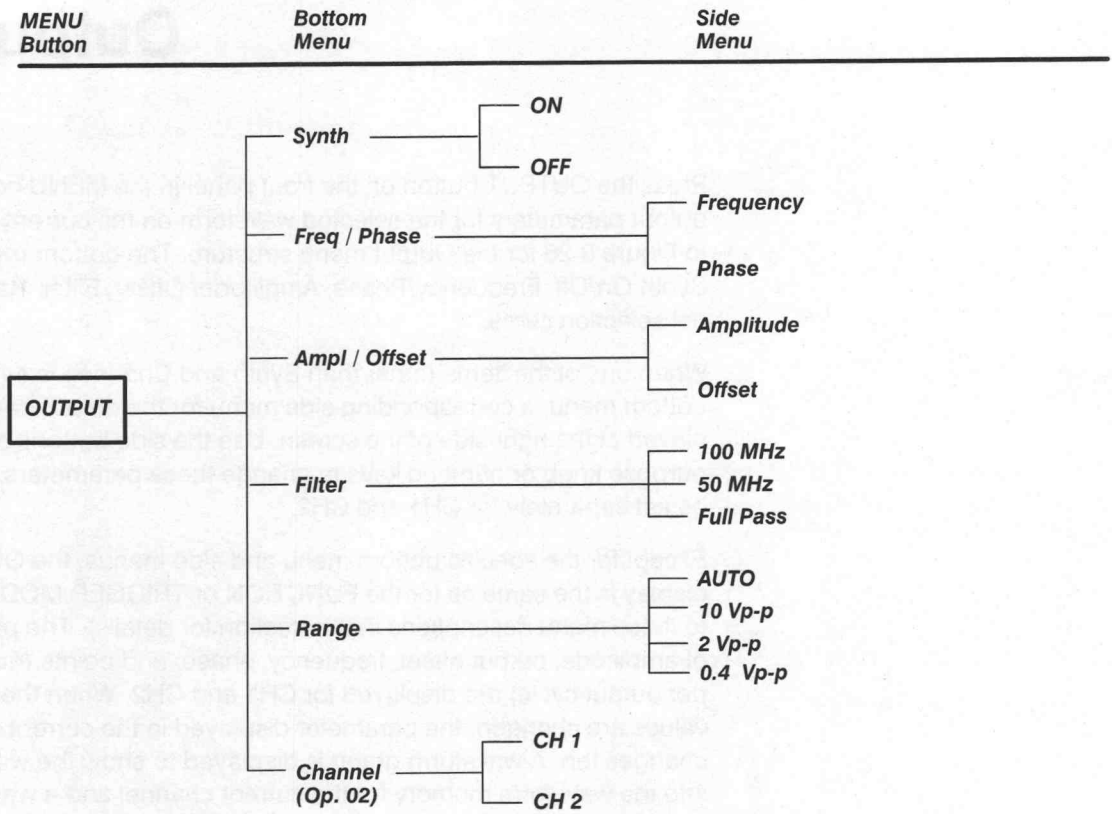 MENU Button
Bottom Menu
Side Menu
OUTPUT
Synth
ON
OFF
Freq / Phase
Frequency
Phase
Ampl / Offset
Amplitude
Offset
Filter
100 MHz
50 MHz
Full Pass
Range
AUTO
10 Vp-p
2 Vp-p
0.4 Vp-p
Channel
(Op. 02)
CH 1
CH 2